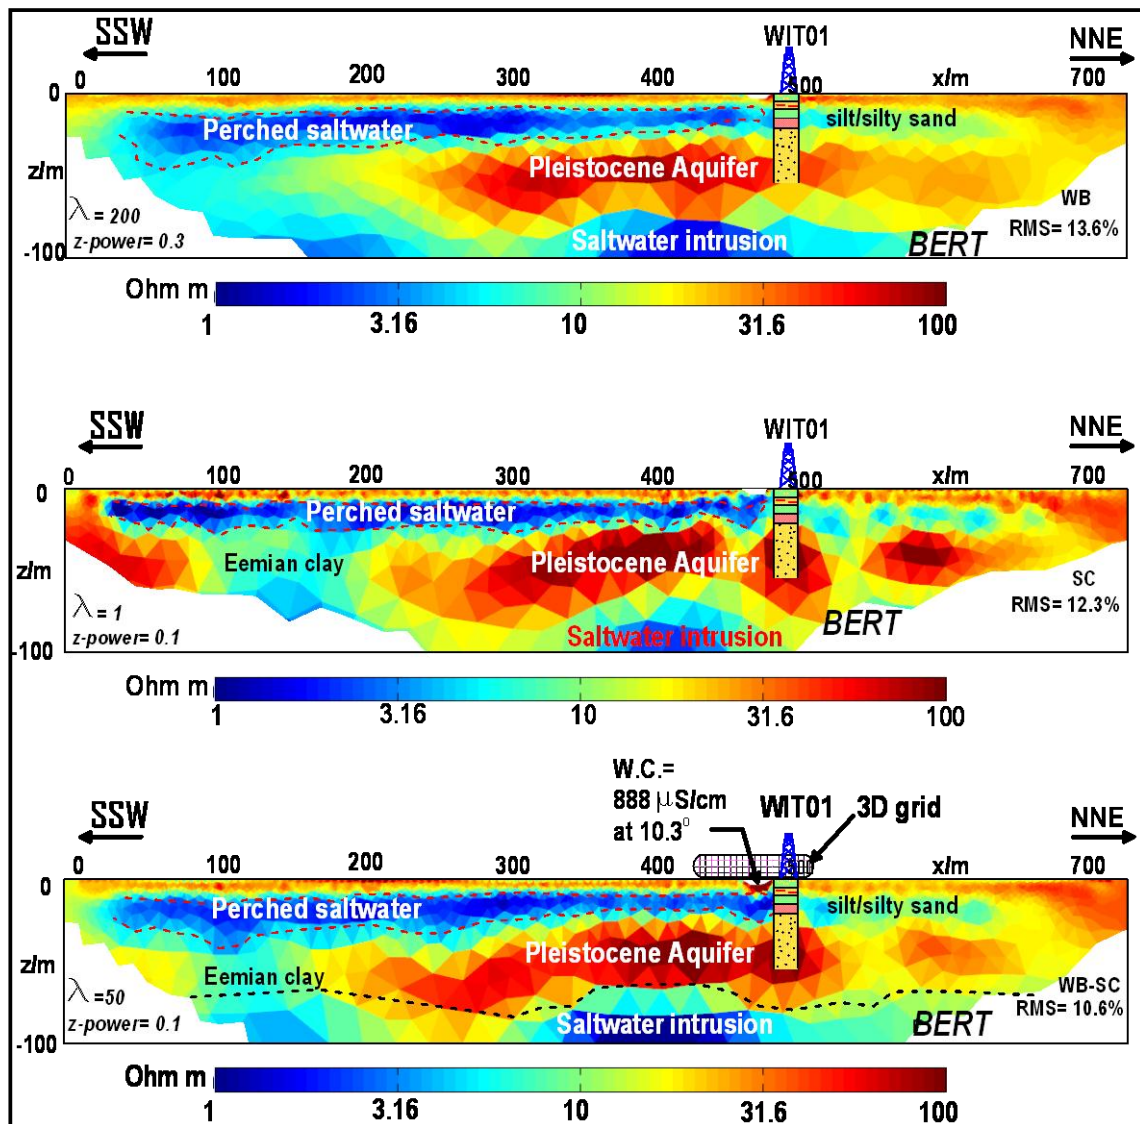 SSW
WIT01
NNE
0 100 200 300 400 500 x/m 700
0
Perched saltwater
silt/silty sand
Pleistocene Aquifer
z/m
WB
λ = 200
RMS= 13.6%
z-power= 0.3
Saltwater intrusion
BERT
-100
Ohm m
1 3.16 10 31.6 100
SSW
WIT01
NNE
0 100 200 300 400 x/m 700
0
Perched saltwater
Eemian clay
Pleistocene Aquifer
z/m
SC
λ = 1
RMS= 12.3%
z-power= 0.1
Saltwater intrusion
BERT
-100
Ohm m
1 3.16 10 31.6 100
W.C.=
888 μS/cm
at 10.3°
WIT01
3D grid
SSW
NNE
0 100 200 300 400 x/m 700
0
Perched saltwater
silt/silty sand
Pleistocene Aquifer
z/m
Eemian clay
WB-SC
λ =50
RMS= 10.6%
z-power= 0.1
Saltwater intrusion
BERT
-100
Ohm m
1 3.16 10 31.6 100